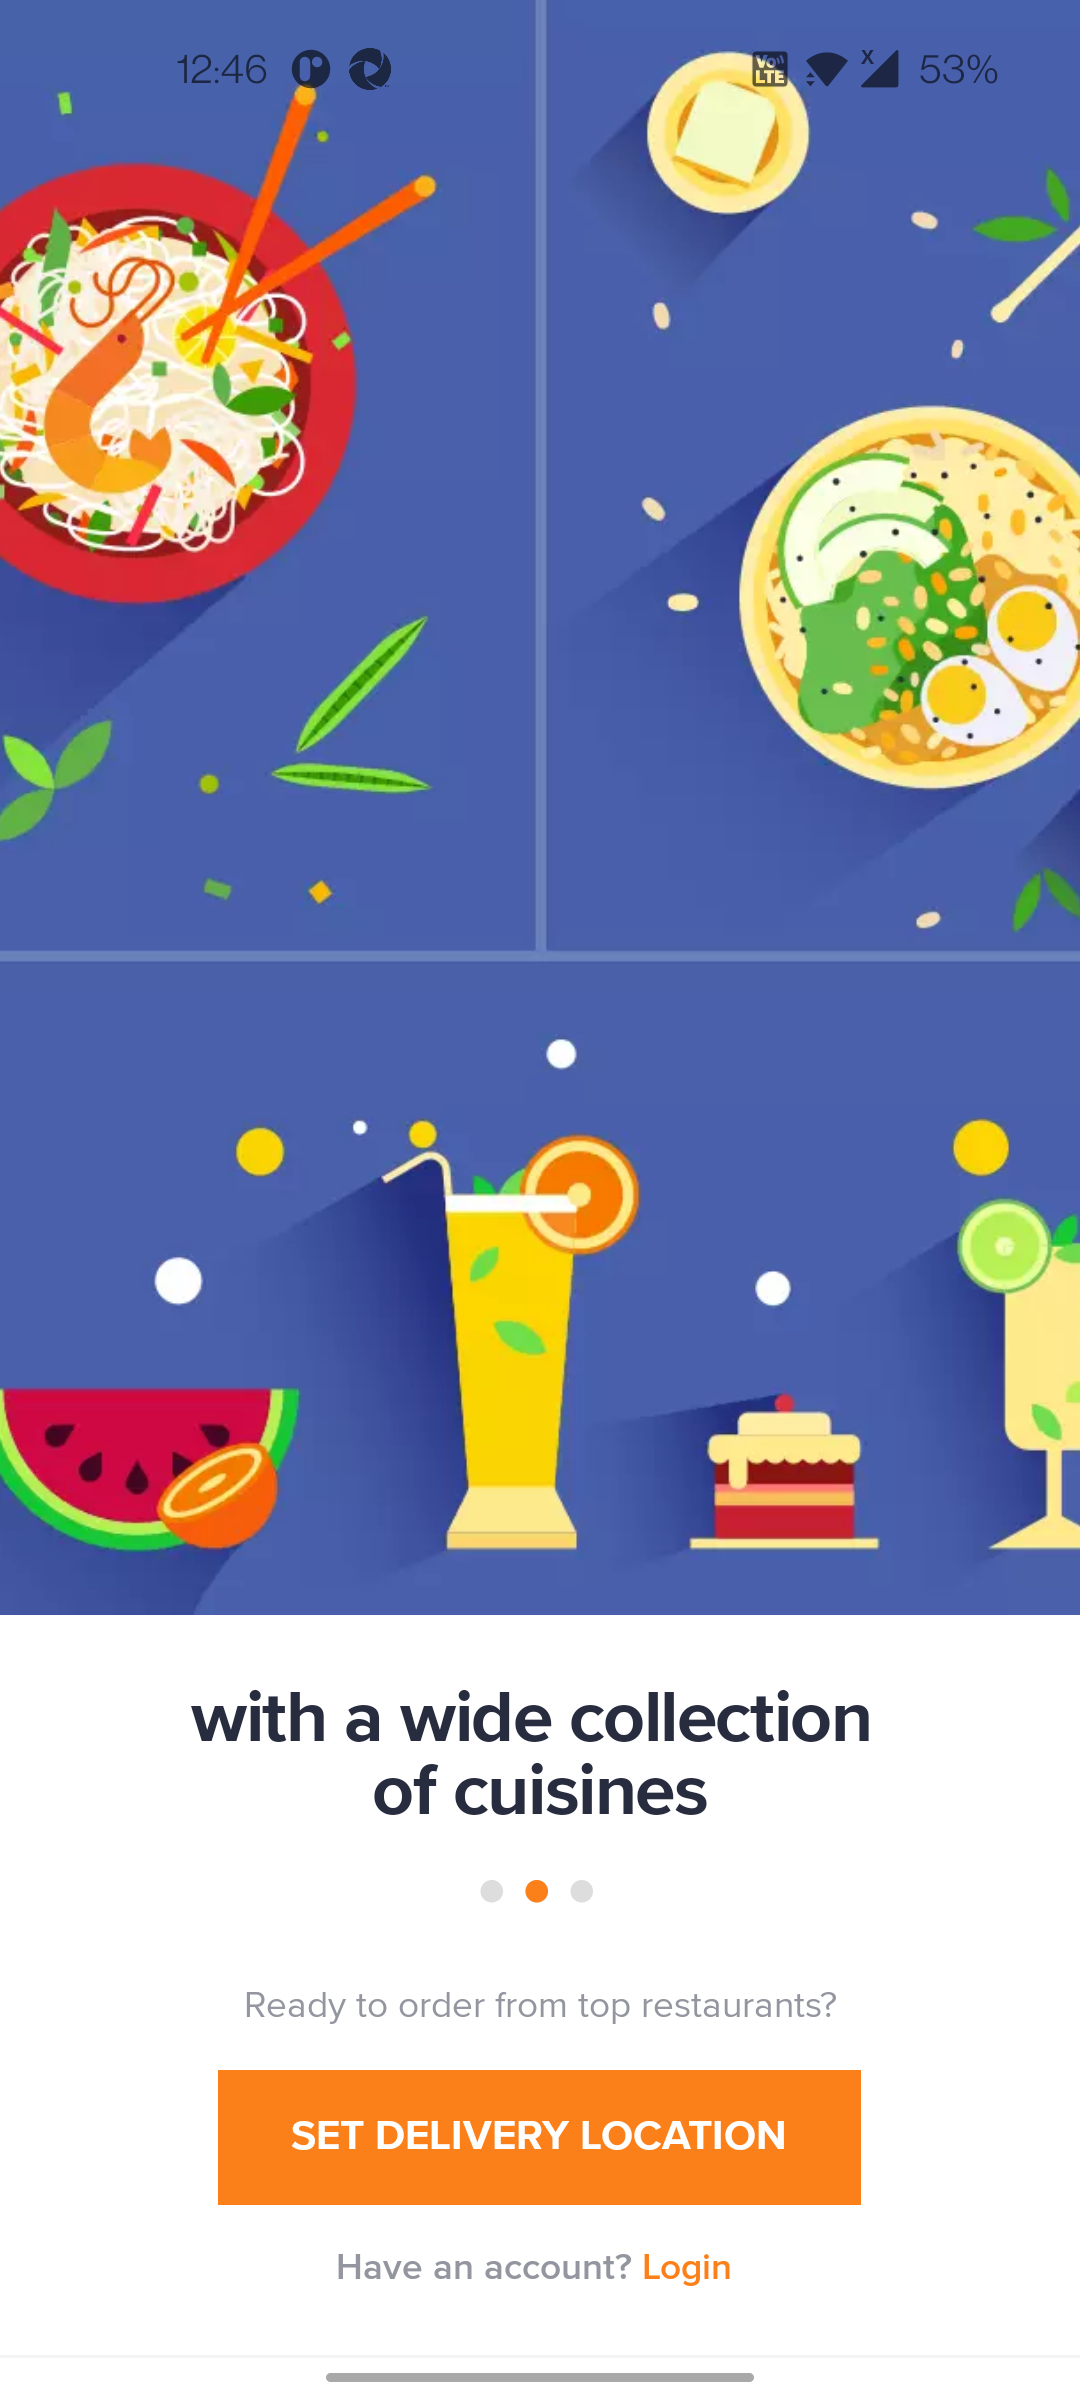 12:46
Vo LTE
X
53%
with a wide collection
of cuisines
Ready to order from top restaurants?
SET DELIVERY LOCATION
Have an account? Login